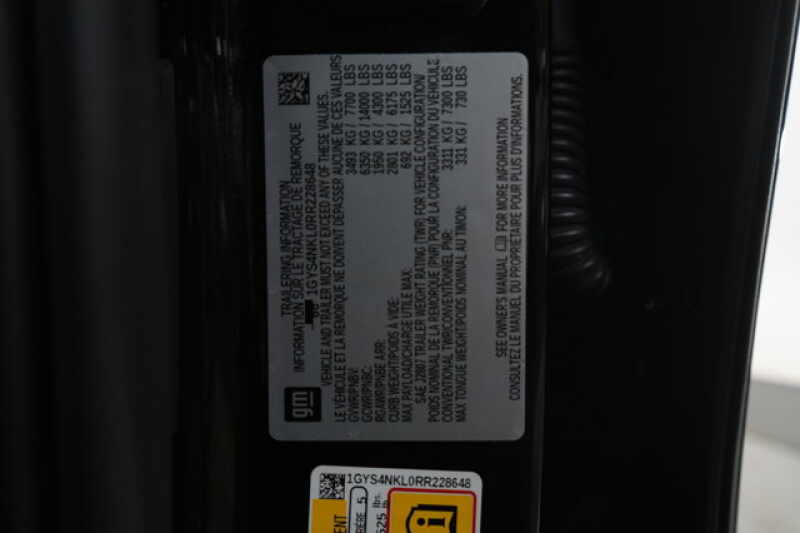 TRAILERING INFORMATION
INFORMATION SUR LE TRACTAGE DE REMORQUE
1GYS4NKL0RR228648
VEHICLE AND TRAILER MUST NOT EXCEED ANY OF THESE VALUES.
LE VÉHICULE ET LA REMORQUE NE DOIVENT DÉPASSER AUCUNE DE CES VALEURS
GVWR/PNBV: 3493 KG / 7700 LBS
GCWR/PNBC: 6350 KG / 14000 LBS
RGAWR/PNBE ARR: 1950 KG / 4300 LBS
CURB WEIGHT/POIDS À VIDE: 2801 KG / 6175 LBS
MAX PAYLOAD/CHARGE UTILE MAX: 692 KG / 1525 LBS
SAE J2807 TRAILER WEIGHT RATING (TWR) FOR VEHICLE CONFIGURATION/
POIDS NOMINAL DE LA REMORQUE (PNR) POUR LA CONFIGURATION DU VÉHICULE
CONVENTIONAL TWR/CONVENTIONNEL PNR: 3311 KG / 7300 LBS
MAX TONGUE WEIGHT/POIDS NOMINAL AU TIMON: 331 KG / 730 LBS
SEE OWNER'S MANUAL FOR MORE INFORMATION
CONSULTEZ LE MANUEL DU PROPRIETAIRE POUR PLUS D'INFORMATIONS.
gm
1GYS4NKL0RR228648
5
lbs.